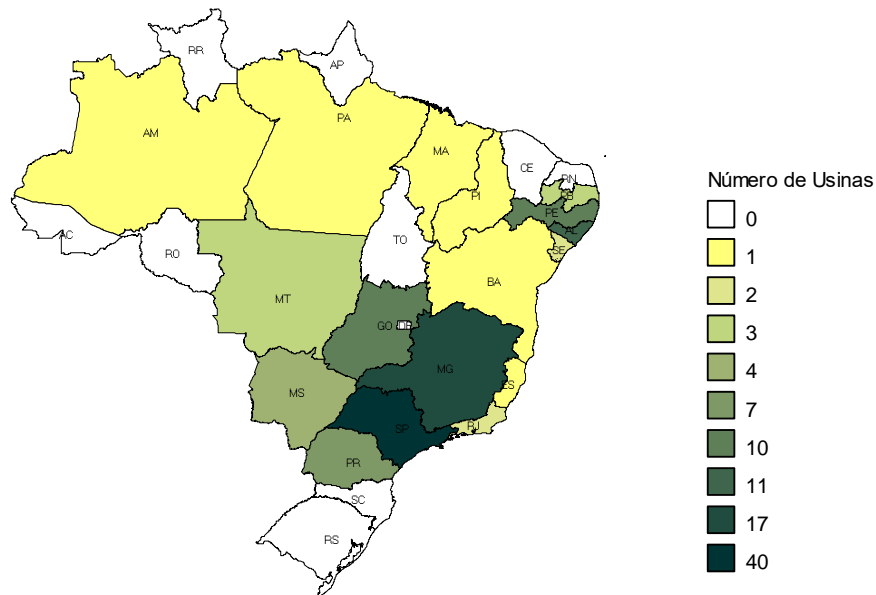 RR
AP
AM
PA
MA
CE
RN
PB
PI
PE
AL
SE
AC
RO
TO
BA
MT
GO
DF
MG
ES
MS
SP
RJ
PR
SC
RS
Número de Usinas
0
1
2
3
4
7
10
11
17
40